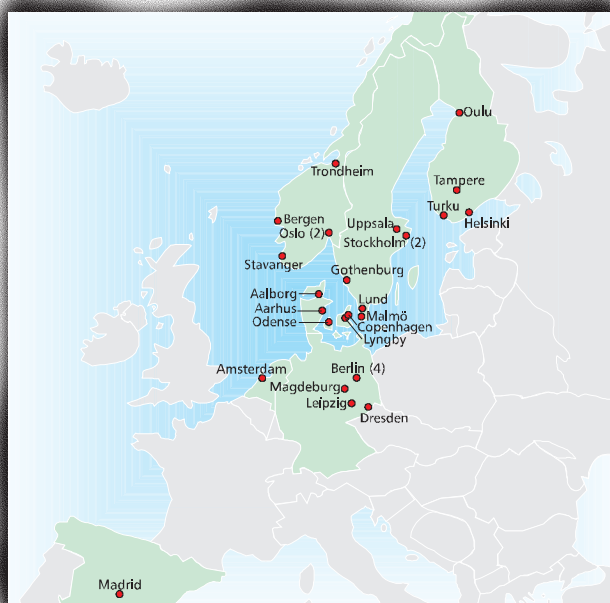 Oulu
Trondheim
Tampere
Bergen
Turku
Oslo (2)
Uppsala
Helsinki
Stockholm (2)
Stavanger
Gothenburg
Aalborg
Lund
Aarhus
Malmö
Odense
Copenhagen
Lyngby
Amsterdam
Berlin (4)
Magdeburg
Leipzig
Dresden
Madrid